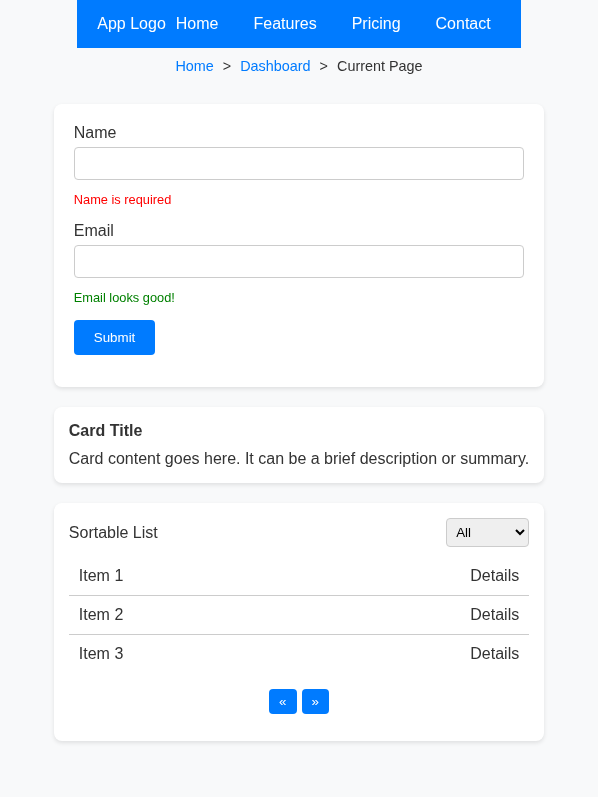 App Logo Home Features Pricing Contact
Home > Dashboard > Current Page
Name
Name is required
Email
Email looks good!
Submit
Card Title
Card content goes here. It can be a brief description or summary.
Sortable List All
Item 1 Details
Item 2 Details
Item 3 Details
« »